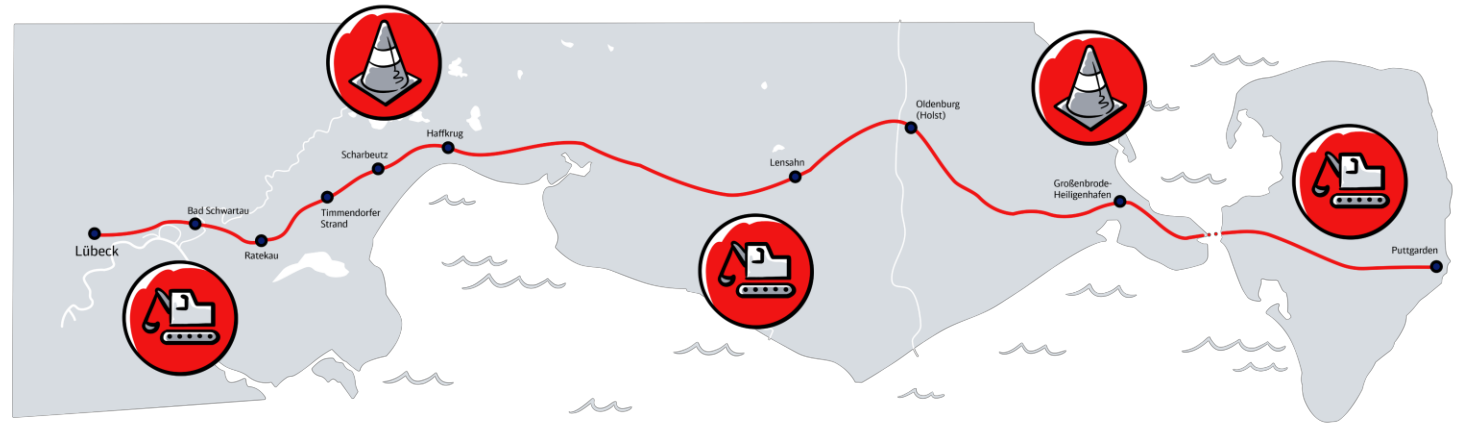 Lübeck
Bad Schwartau
Ratekau
Timmendorfer
Strand
Scharbeutz
Haffkrug
Lensahn
Oldenburg
(Holst)
Großenbrode-
Heiligenhafen
Puttgarden